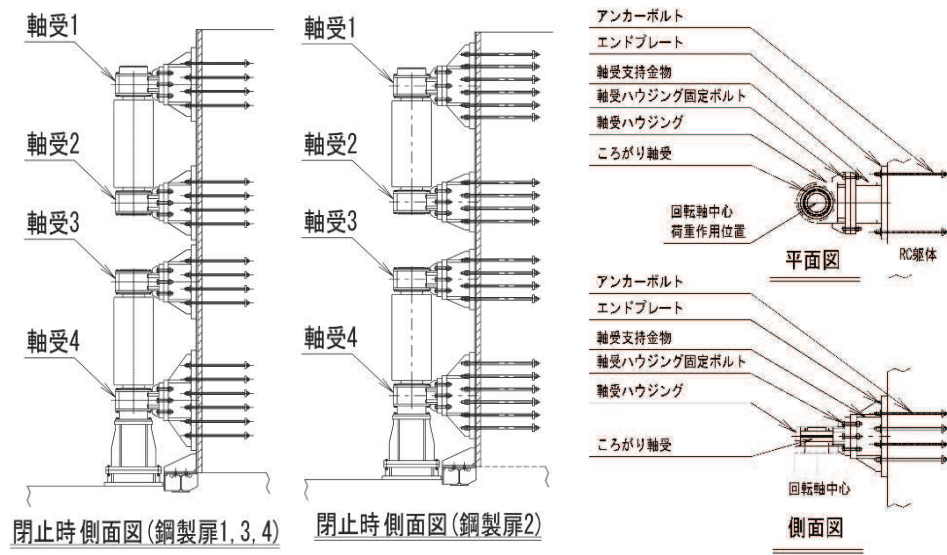 軸受1
軸受2
軸受3
軸受4
閉止時側面図(鋼製扉1,3,4)
軸受1
軸受2
軸受3
軸受4
閉止時側面図(鋼製扉2)
アンカーボルト
エンドプレート
軸受支持金物
軸受ハウジング固定ボルト
軸受ハウジング
ころがり軸受
回転軸中心
荷重作用位置
RC躯体
平面図
アンカーボルト
エンドプレート
軸受支持金物
軸受ハウジング固定ボルト
軸受ハウジング
ころがり軸受
回転軸中心
側面図